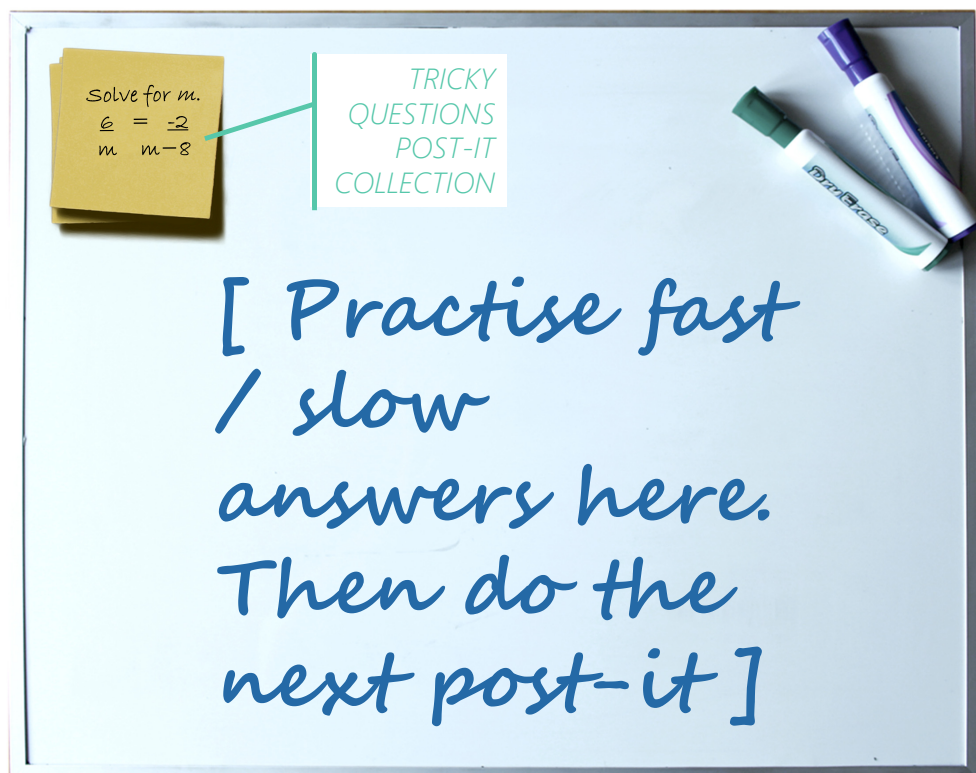 Solve for m.
6 = -2
m m−8
TRICKY
QUESTIONS
POST-IT
COLLECTION
DryErase
[ Practise fast
/ slow
answers here.
Then do the
next post-it ]